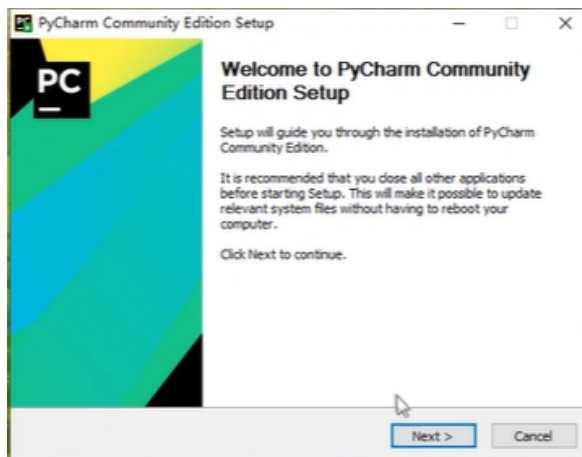 PyCharm Community Edition Setup
PC
Welcome to PyCharm Community
Edition Setup
Setup will guide you through the installation of PyCharm
Community Edition.
It is recommended that you close all other applications
before starting Setup. This will make it possible to update
relevant system files without having to reboot your
computer.
Click Next to continue.
Next >
Cancel